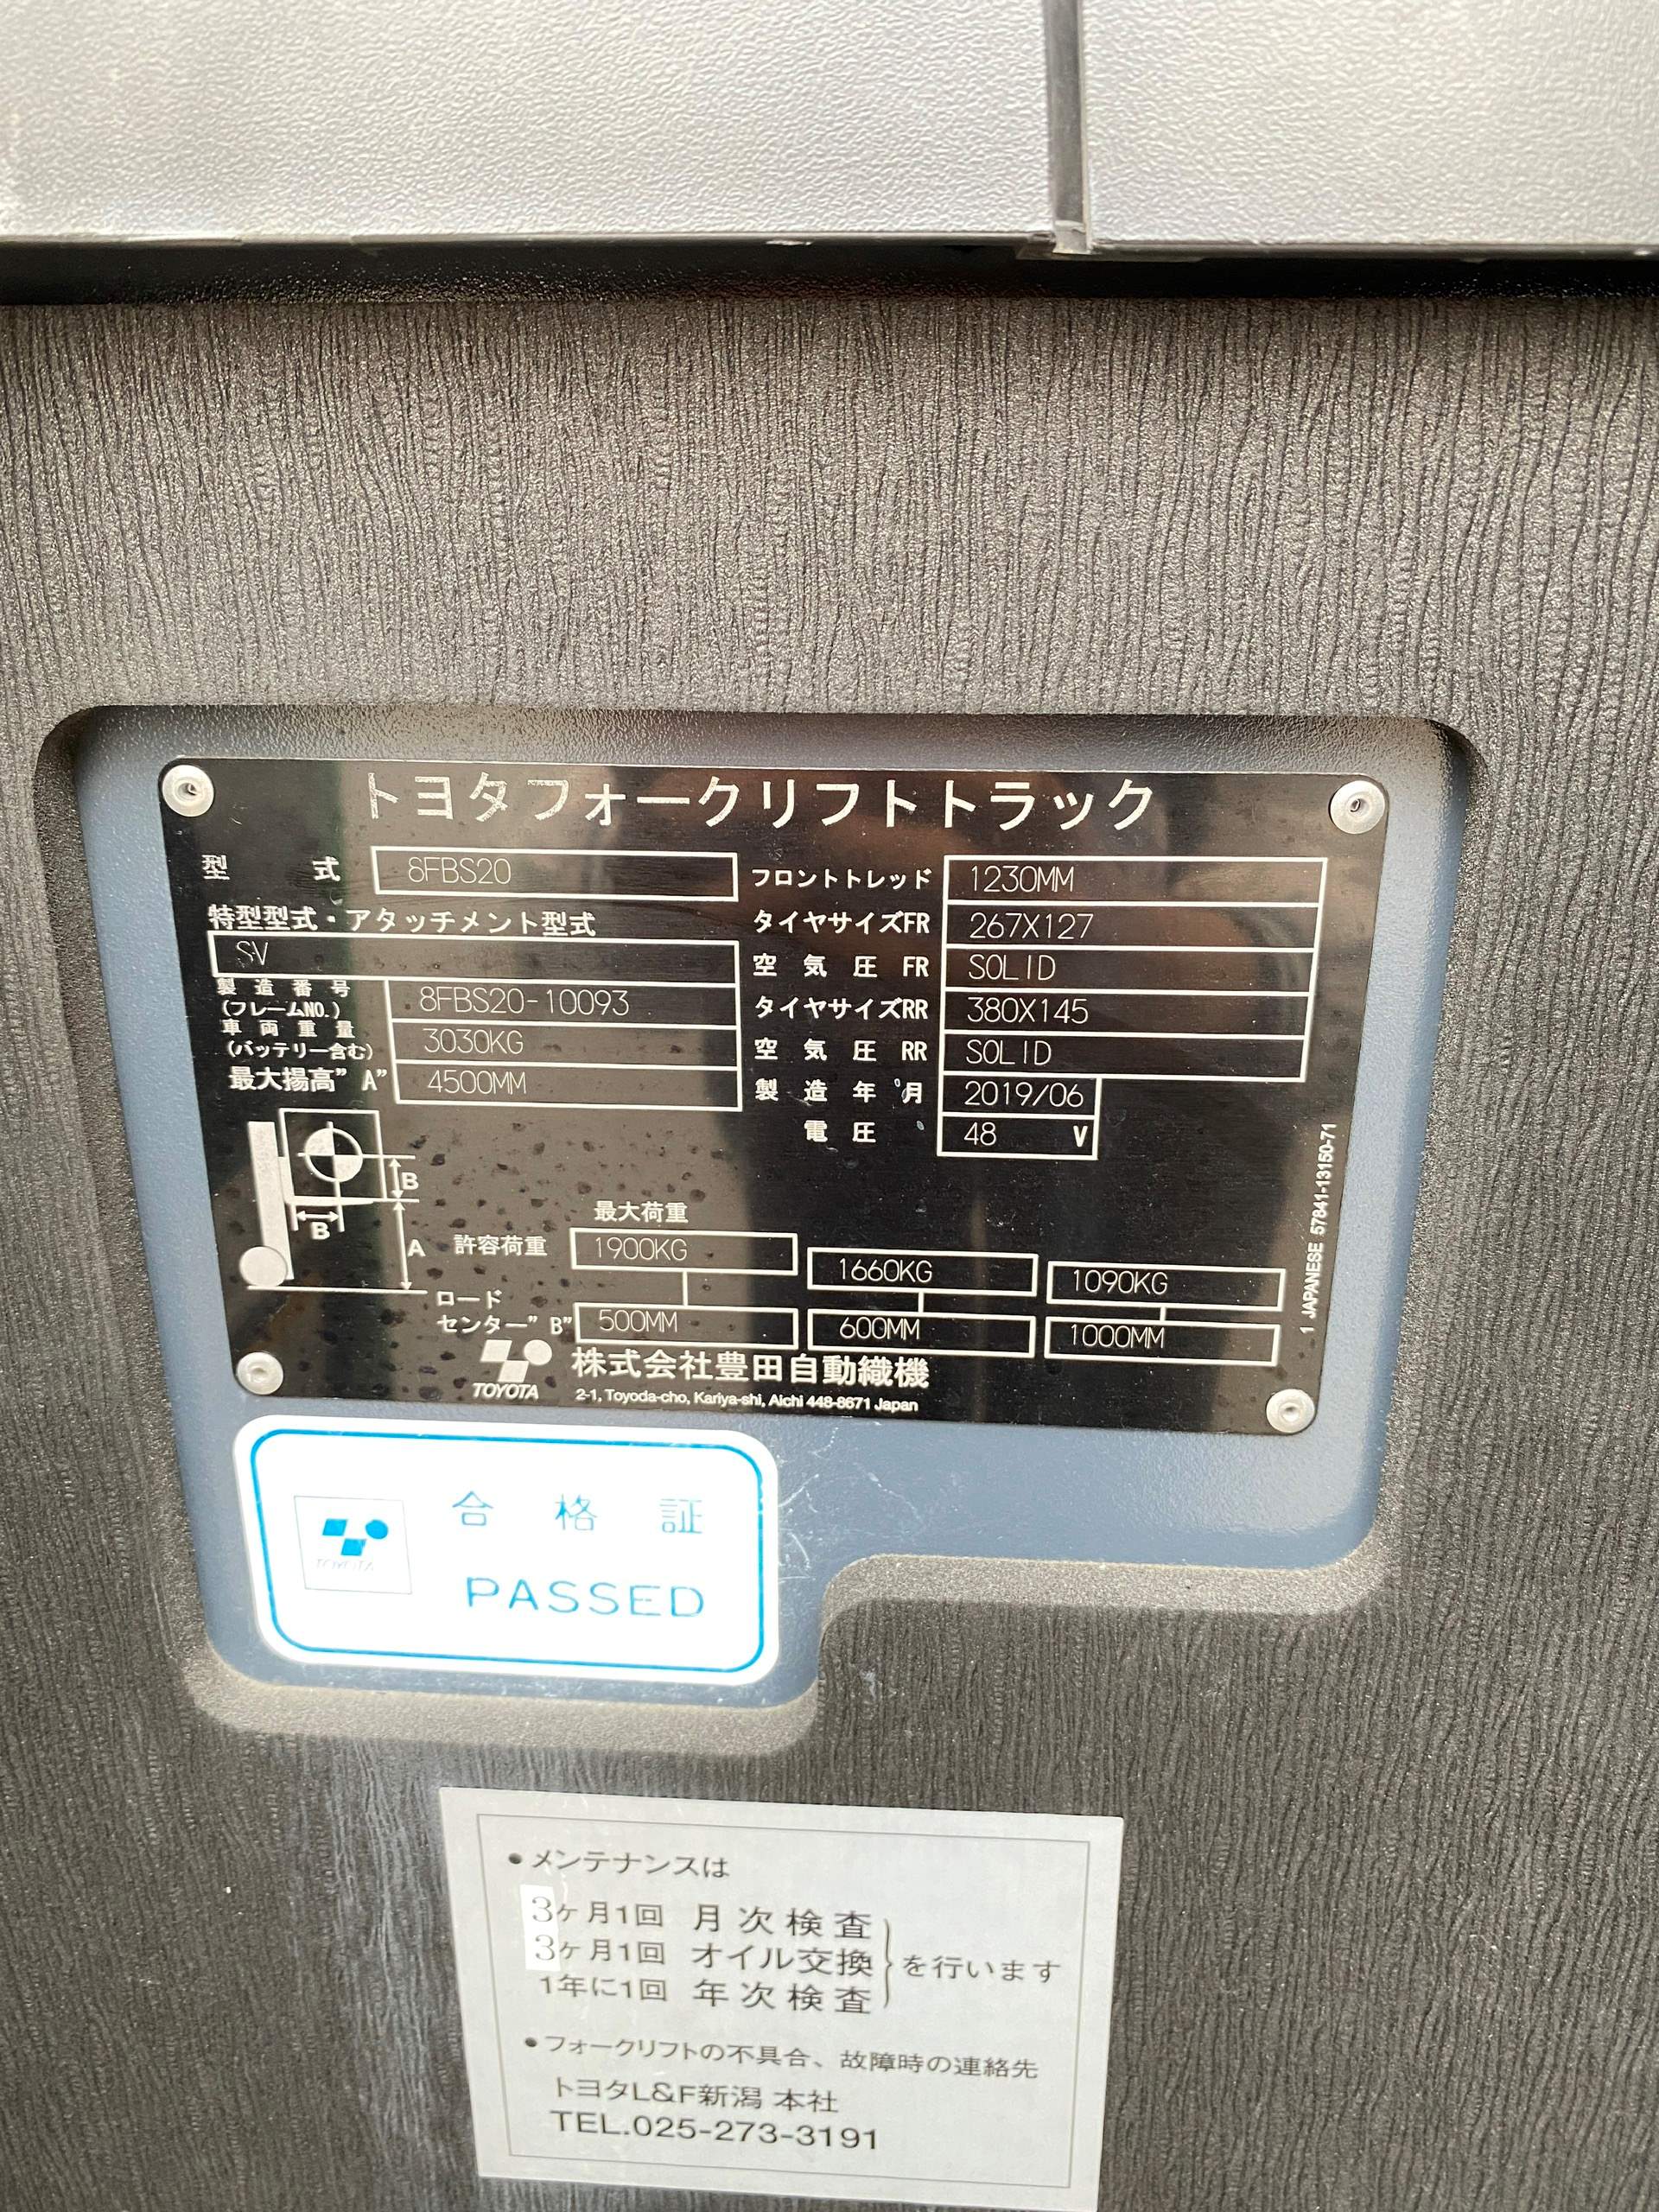 トヨタフォークリフトトラック
型 式 8FBS20
特型型式・アタッチメント型式
SV
製造番号
(フレームNO.) 8FBS20-10093
車両重量
(バッテリー含む) 3030KG
最大揚高"A" 4500MM
フロントトレッド 1230MM
タイヤサイズFR 267X127
空気圧 FR SOLID
タイヤサイズRR 380X145
空気圧 RR SOLID
製造年月 2019/06
電圧 48 V
B
B
A
最大荷重
許容荷重 1900KG 1660KG 1090KG
ロード
センター"B" 500MM 600MM 1000MM
TOYOTA 株式会社豊田自動織機
2-1, Toyoda-cho, Kariya-shi, Aichi 448-8671 Japan
1 JAPANESE 57841-13150-71
合格証
TOYOTA
PASSED
•メンテナンスは
3ヶ月1回 月次検査
3ヶ月1回 オイル交換 を行います
1年に1回 年次検査
•フォークリフトの不具合、故障時の連絡先
トヨタL&F新潟 本社
TEL.025-273-3191